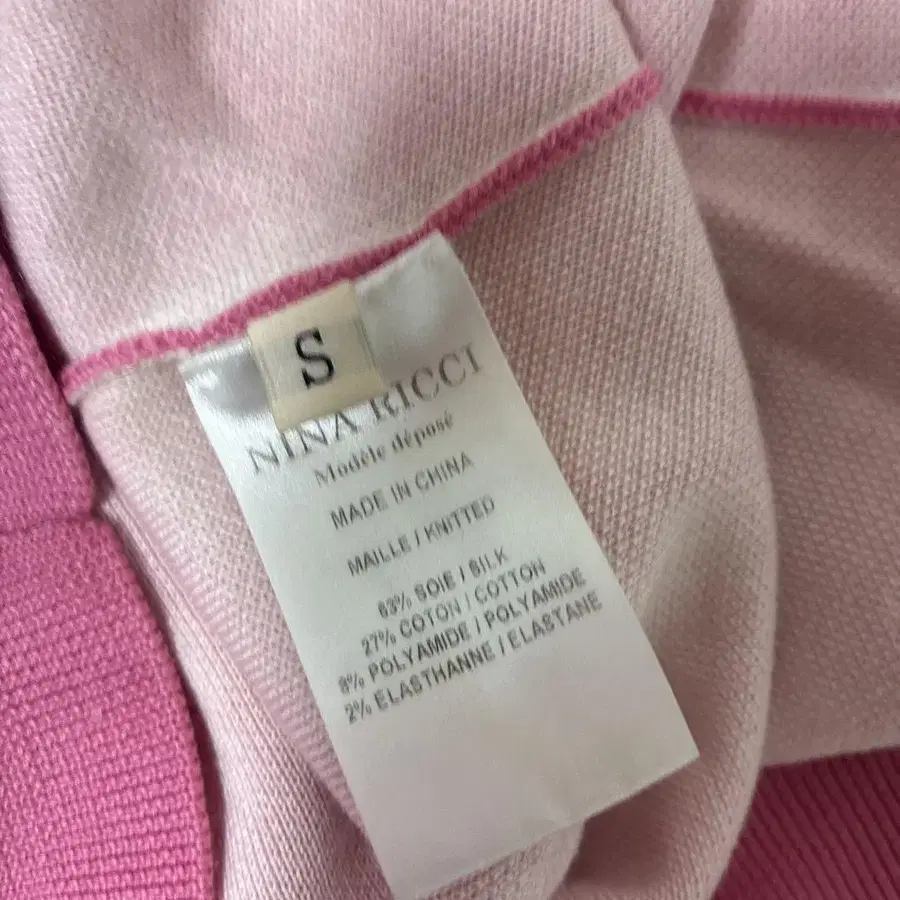 S
NINA RICCI
Modèle déposé
MADE IN CHINA
MAILLE / KNITTED
63% SOIE / SILK
27% COTON / COTTON
8% POLYAMIDE / POLYAMIDE
2% ELASTHANNE / ELASTANE